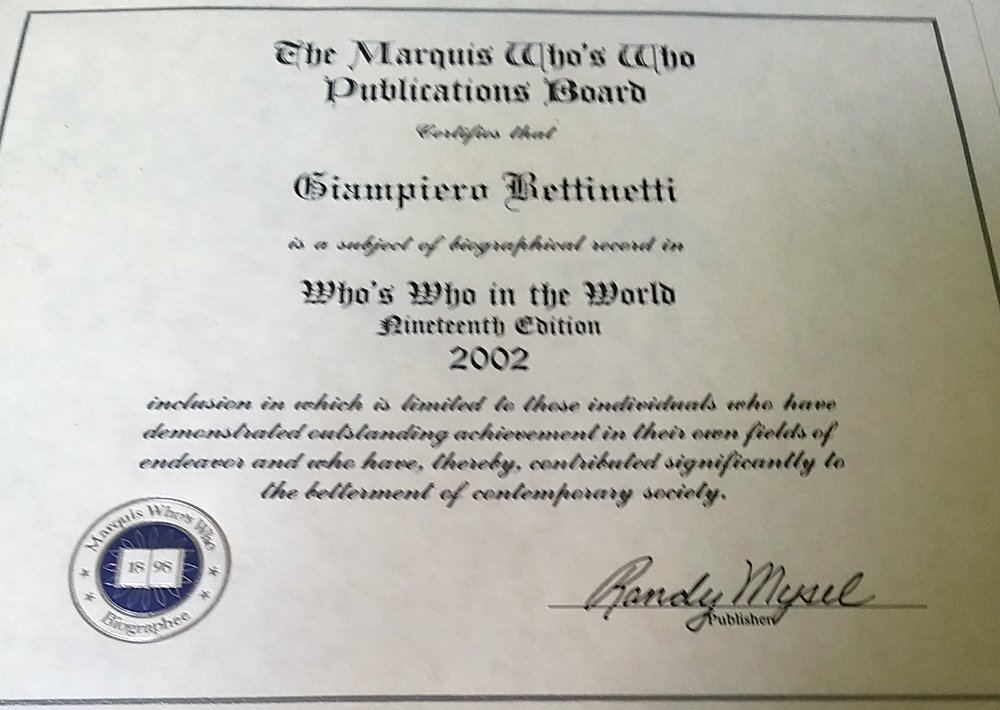 The Marquis Who's Who
Publications Board
Certifies that
Giampiero Bettinetti
is a subject of biographical record in
Who's Who in the World
Nineteenth Edition
2002
inclusion in which is limited to those individuals who have
demonstrated outstanding achievement in their own fields of
endeavor and who have, thereby, contributed significantly to
the betterment of contemporary society.
Marquis Who's Who
18 98
Biographee
Randy Mysel
Publisher